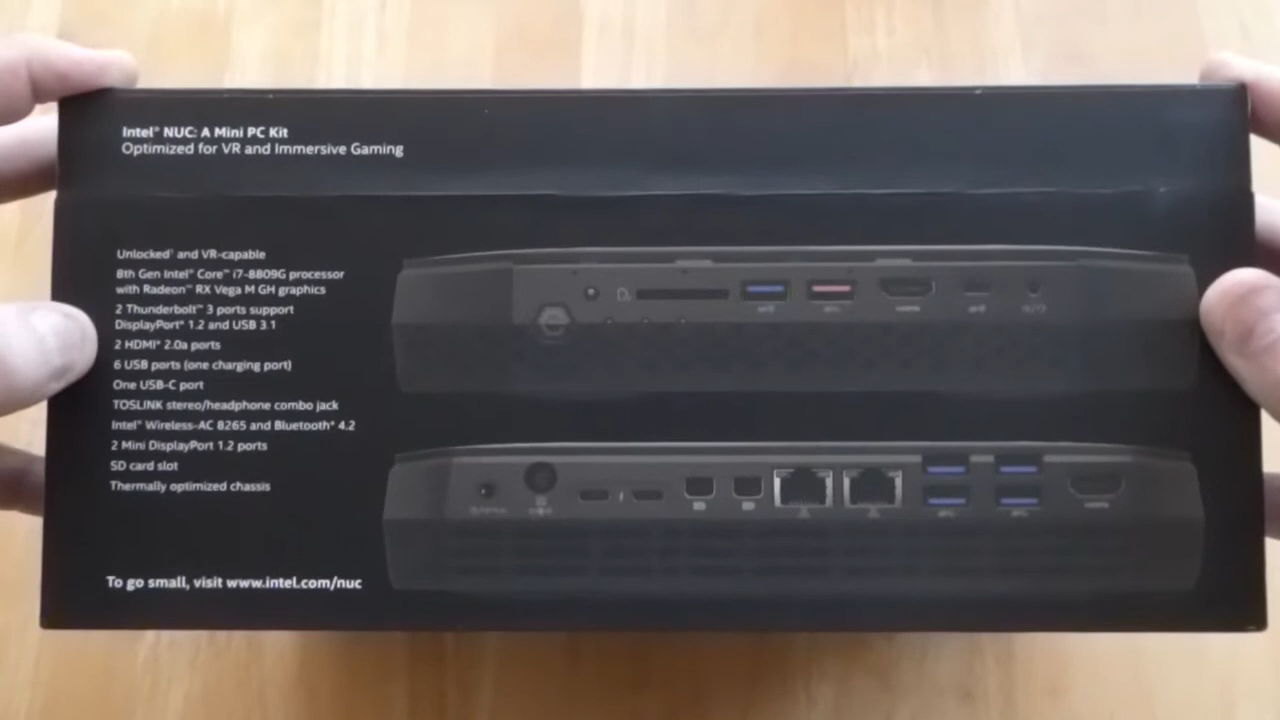 Intel® NUC: A Mini PC Kit
Optimized for VR and Immersive Gaming
Unlocked¹ and VR-capable
8th Gen Intel® Core™ i7-8809G processor
with Radeon™ RX Vega M GH graphics
2 Thunderbolt™ 3 ports support
DisplayPort* 1.2 and USB 3.1
2 HDMI* 2.0a ports
6 USB ports (one charging port)
One USB-C port
TOSLINK stereo/headphone combo jack
Intel® Wireless-AC 8265 and Bluetooth* 4.2
2 Mini DisplayPort 1.2 ports
SD card slot
Thermally optimized chassis
To go small, visit www.intel.com/nuc